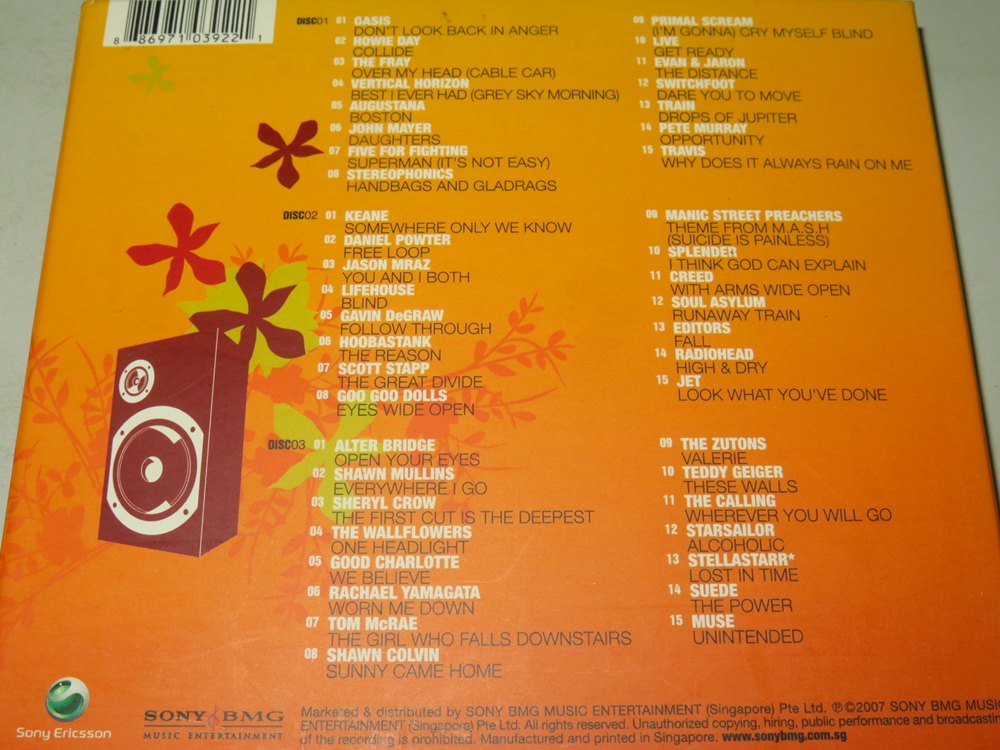 8 86971 03922 1
DISC01
01 OASIS
DON'T LOOK BACK IN ANGER
02 HOWIE DAY
COLLIDE
03 THE FRAY
OVER MY HEAD (CABLE CAR)
04 VERTICAL HORIZON
BEST I EVER HAD (GREY SKY MORNING)
05 AUGUSTANA
BOSTON
06 JOHN MAYER
DAUGHTERS
07 FIVE FOR FIGHTING
SUPERMAN (IT'S NOT EASY)
08 STEREOPHONICS
HANDBAGS AND GLADRAGS
09 PRIMAL SCREAM
(I'M GONNA) CRY MYSELF BLIND
10 LIVE
GET READY
11 EVAN & JARON
THE DISTANCE
12 SWITCHFOOT
DARE YOU TO MOVE
13 TRAIN
DROPS OF JUPITER
14 PETE MURRAY
OPPORTUNITY
15 TRAVIS
WHY DOES IT ALWAYS RAIN ON ME
DISC02
01 KEANE
SOMEWHERE ONLY WE KNOW
02 DANIEL POWTER
FREE LOOP
03 JASON MRAZ
YOU AND I BOTH
04 LIFEHOUSE
BLIND
05 GAVIN DeGRAW
FOLLOW THROUGH
06 HOOBASTANK
THE REASON
07 SCOTT STAPP
THE GREAT DIVIDE
08 GOO GOO DOLLS
EYES WIDE OPEN
09 MANIC STREET PREACHERS
THEME FROM M.A.S.H
(SUICIDE IS PAINLESS)
10 SPLENDER
I THINK GOD CAN EXPLAIN
11 CREED
WITH ARMS WIDE OPEN
12 SOUL ASYLUM
RUNAWAY TRAIN
13 EDITORS
FALL
14 RADIOHEAD
HIGH & DRY
15 JET
LOOK WHAT YOU'VE DONE
DISC03
01 ALTER BRIDGE
OPEN YOUR EYES
02 SHAWN MULLINS
EVERYWHERE I GO
03 SHERYL CROW
THE FIRST CUT IS THE DEEPEST
04 THE WALLFLOWERS
ONE HEADLIGHT
05 GOOD CHARLOTTE
WE BELiEVE
06 RACHAEL YAMAGATA
WORN ME DOWN
07 TOM McRAE
THE GIRL WHO FALLS DOWNSTAIRS
08 SHAWN COLVIN
SUNNY CAME HOME
09 THE ZUTONS
VALERIE
10 TEDDY GEIGER
THESE WALLS
11 THE CALLING
WHEREVER YOU WILL GO
12 STARSAILOR
ALCOHOLIC
13 STELLASTARR*
LOST IN TIME
14 SUEDE
THE POWER
15 MUSE
UNINTENDED
Sony Ericsson
SONY BMG
MUSIC ENTERTAINMENT
Marketed & distributed by SONY BMG MUSIC ENTERTAINMENT (Singapore) Pte Ltd. ℗©2007 SONY BMG MUSIC
ENTERTAINMENT (Singapore) Pte Ltd. All rights reserved. Unauthorized copying, hiring, public performance and broadcasting
of the recording is prohibited. Manufactured and printed in Singapore. www.sonybmg.com.sg